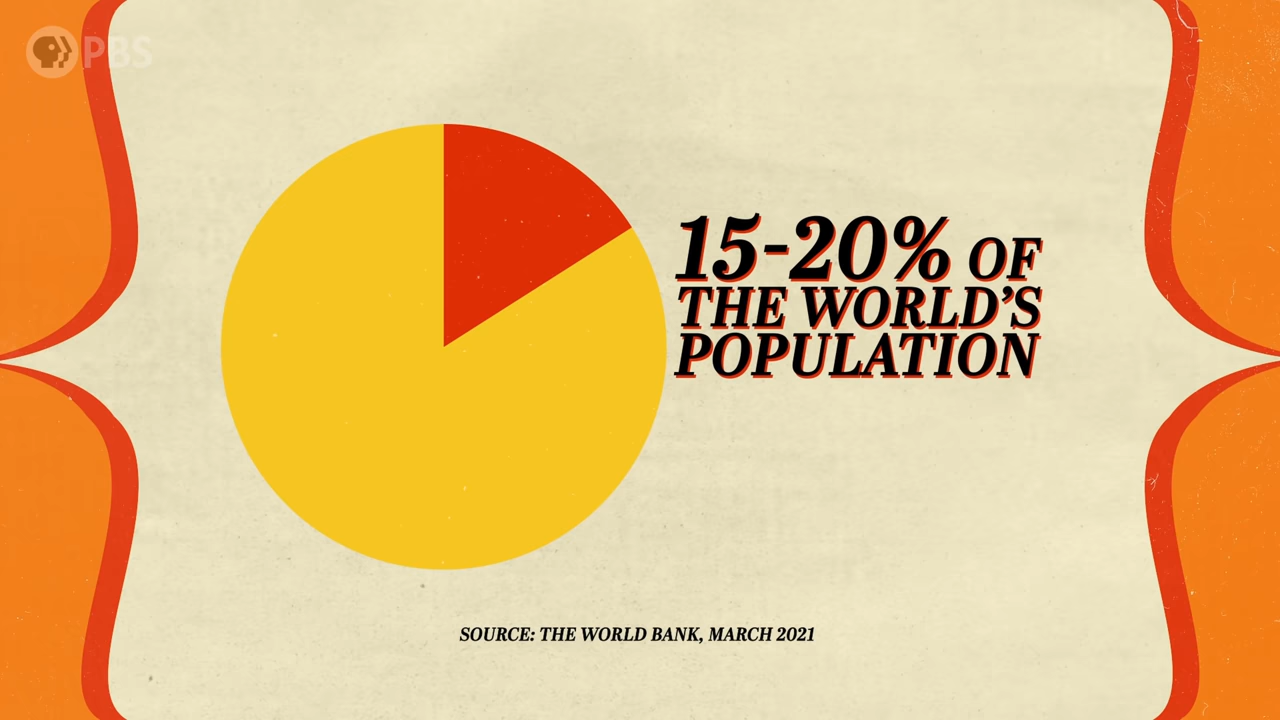 PBS
15-20% OF
THE WORLD'S
POPULATION
SOURCE: THE WORLD BANK, MARCH 2021